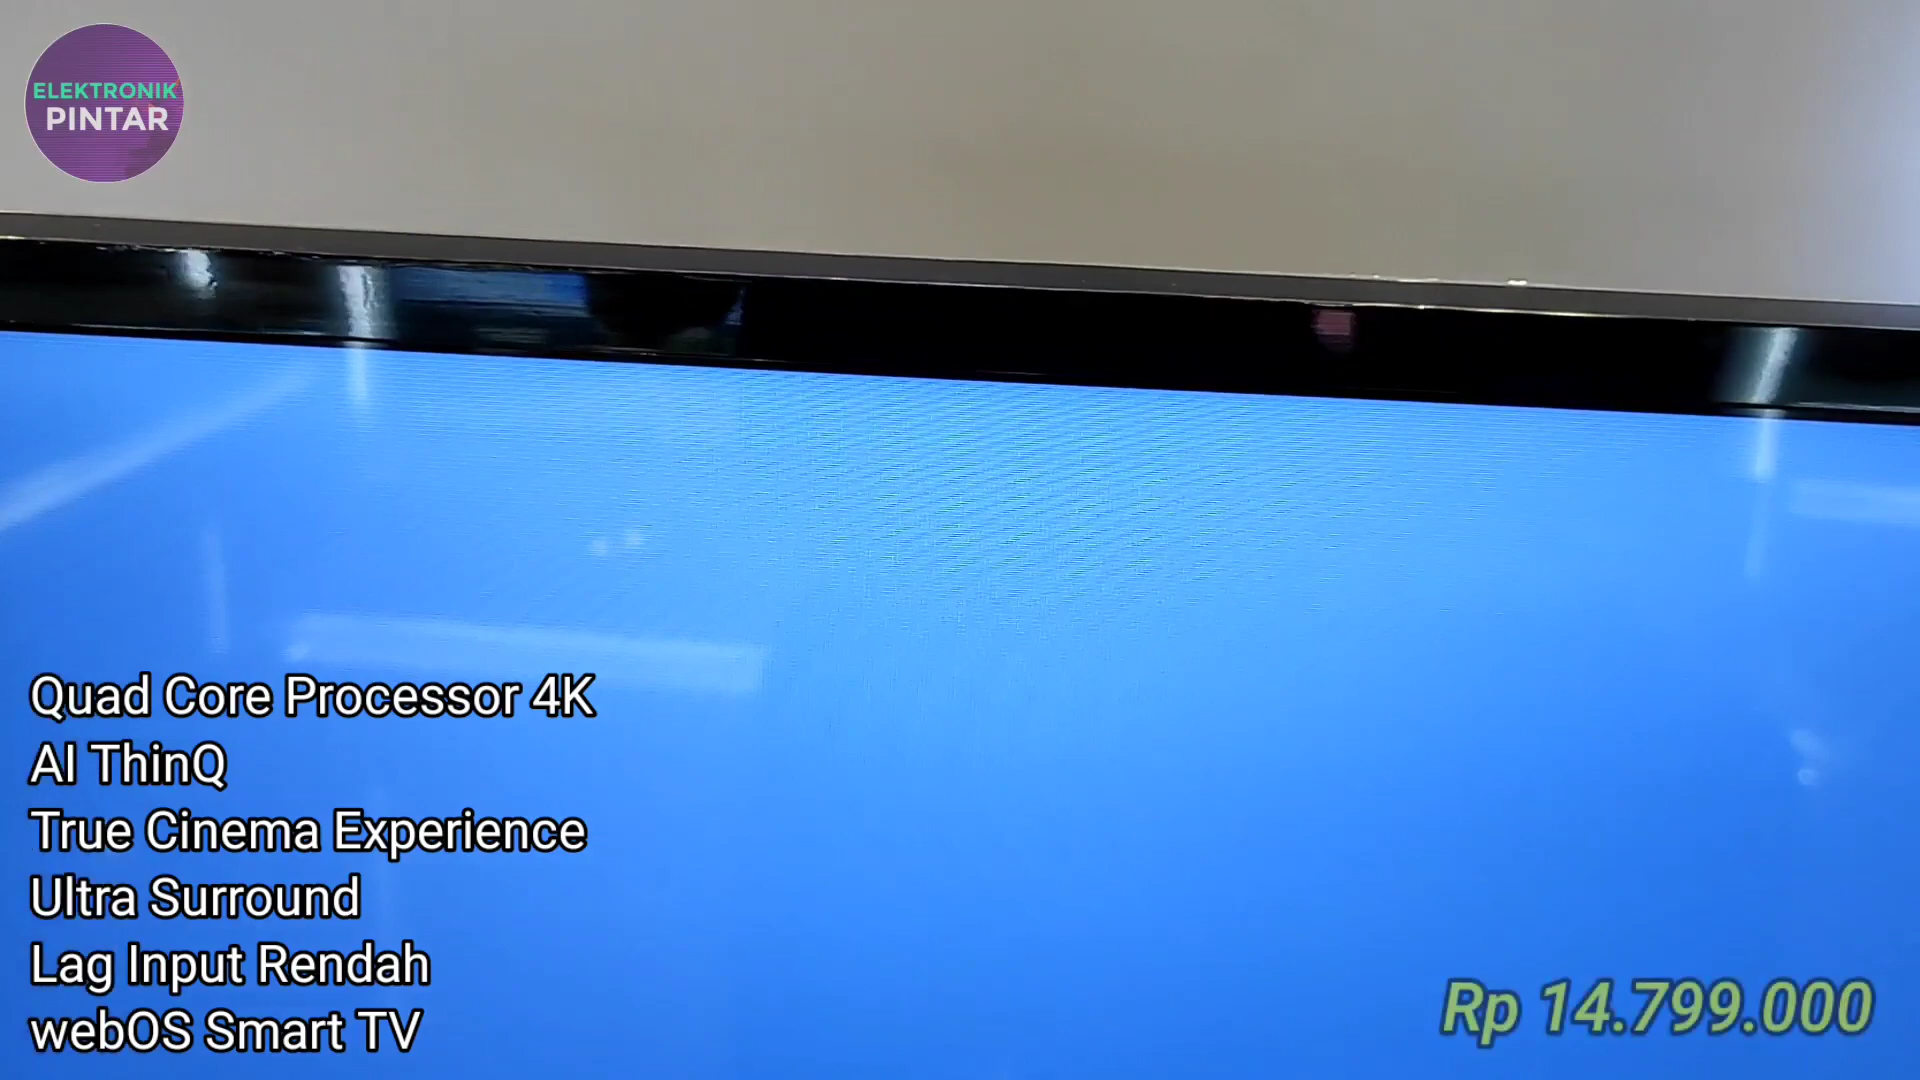 ELEKTRONIK
PINTAR
Quad Core Processor 4K
AI ThinQ
True Cinema Experience
Ultra Surround
Lag Input Rendah
webOS Smart TV
Rp 14.799.000